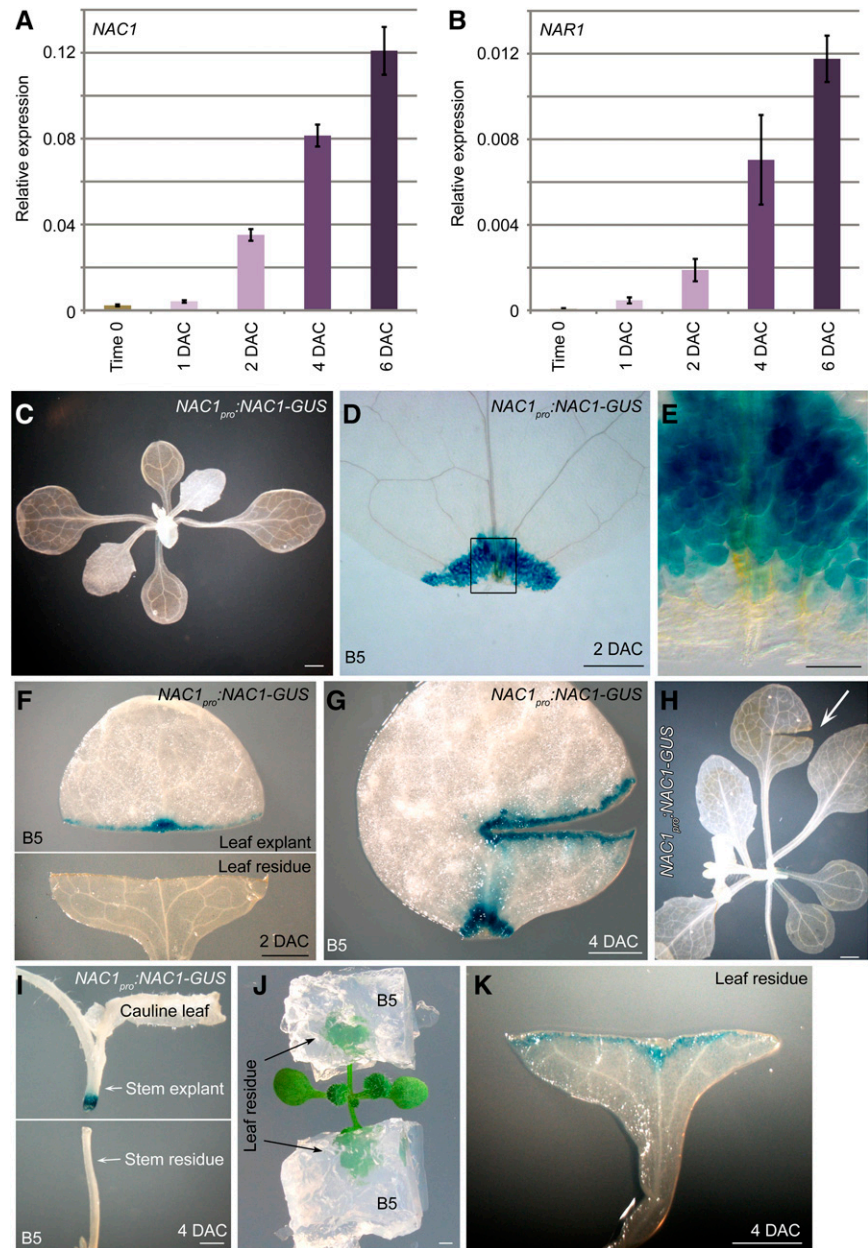 A
NAC1
Relative expression
0.12
0.08
0.04
0
Time 0
1 DAC
2 DAC
4 DAC
6 DAC
B
NAR1
Relative expression
0.012
0.008
0.004
0
Time 0
1 DAC
2 DAC
4 DAC
6 DAC
C
NAC1pro:NAC1-GUS
D
NAC1pro:NAC1-GUS
B5
2 DAC
E
F
NAC1pro:NAC1-GUS
B5
Leaf explant
Leaf residue
2 DAC
G
NAC1pro:NAC1-GUS
B5
4 DAC
H
NAC1pro:NAC1-GUS
I
NAC1pro:NAC1-GUS
Cauline leaf
Stem explant
Stem residue
B5
4 DAC
J
B5
Leaf residue
B5
K
Leaf residue
4 DAC